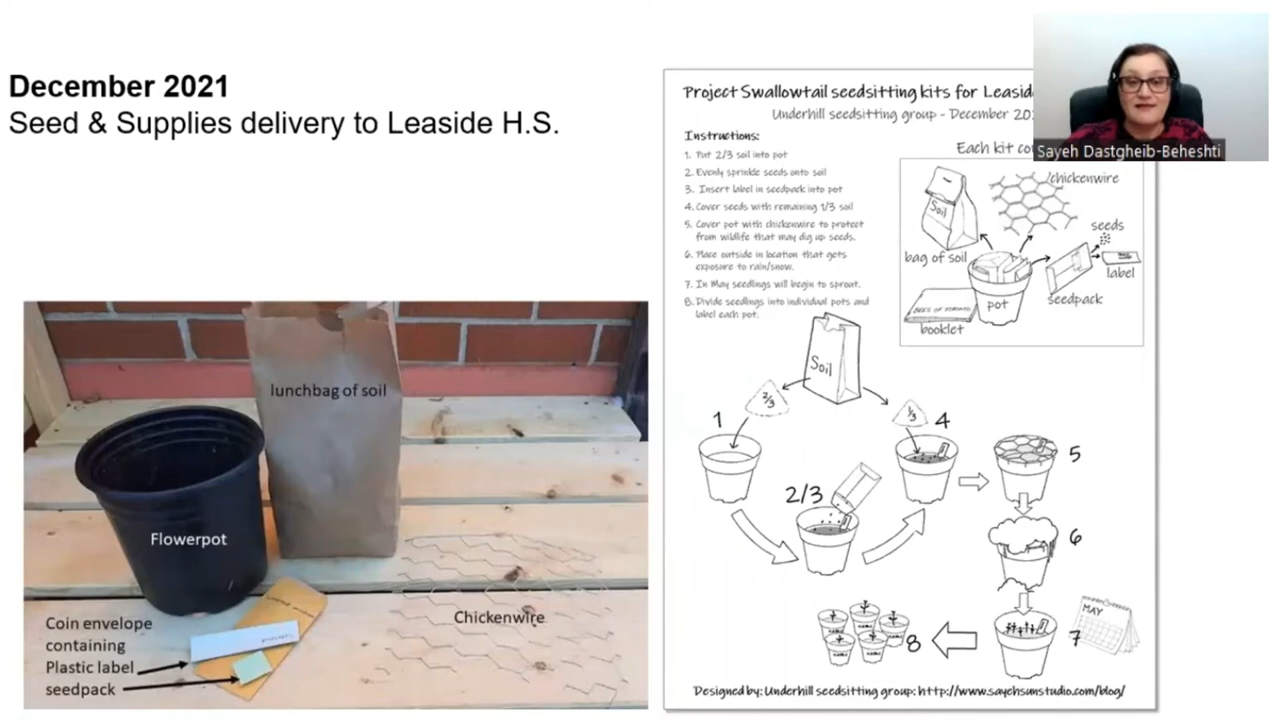 December 2021
Seed & Supplies delivery to Leaside H.S.
lunchbag of soil
Flowerpot
Coin envelope
containing
Plastic label
seedpack
Chickenwire
Project Swallowtail seedsitting kits for Leasid
Underhill seedsitting group - December 20
Instructions:
1. Put 2/3 soil into pot
2. Evenly sprinkle seeds onto soil
3. Insert label in seedpack into pot
4. Cover seeds with remaining 1/3 soil
5. Cover pot with chickenwire to protect
from wildlife that may dig up seeds.
6. Place outside in location that gets
exposure to rain/snow.
7. In May seedlings will begin to sprout.
8. Divide seedlings into individual pots and
label each pot.
Each kit co
Soil
bag of soil
chickenwire
seeds
label
seedpack
pot
BEES OF TORONTO
booklet
Soil
2/3
1/3
1
4
5
2/3
6
MAY
7
8
Designed by: Underhill seedsitting group: http://www.sayehsunstudio.com/blog/
Sayeh Dastgheib-Beheshti